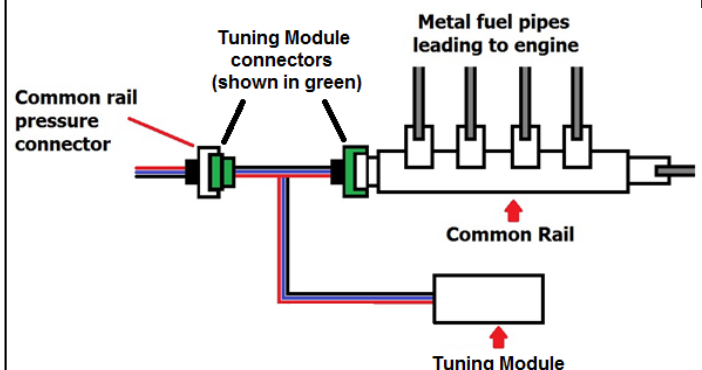 Metal fuel pipes
leading to engine
Tuning Module
connectors
(shown in green)
Common rail
pressure
connector
Common Rail
Tuning Module